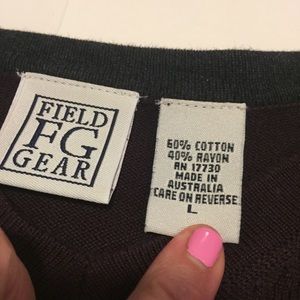 FIELD
FG
GEAR
60% COTTON
40% RAYON
RN 17730
MADE IN
AUSTRALIA
CARE ON REVERSE
L